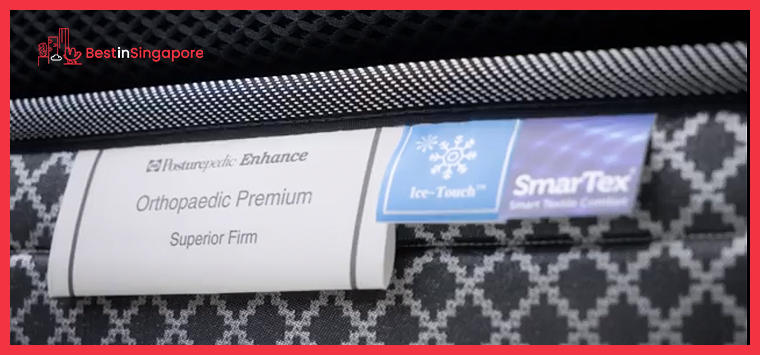 BestinSingapore
Posturepedic Enhance
Orthopaedic Premium
Superior Firm
Ice-Touch™
SmarTex®
Smart Textile Comfort